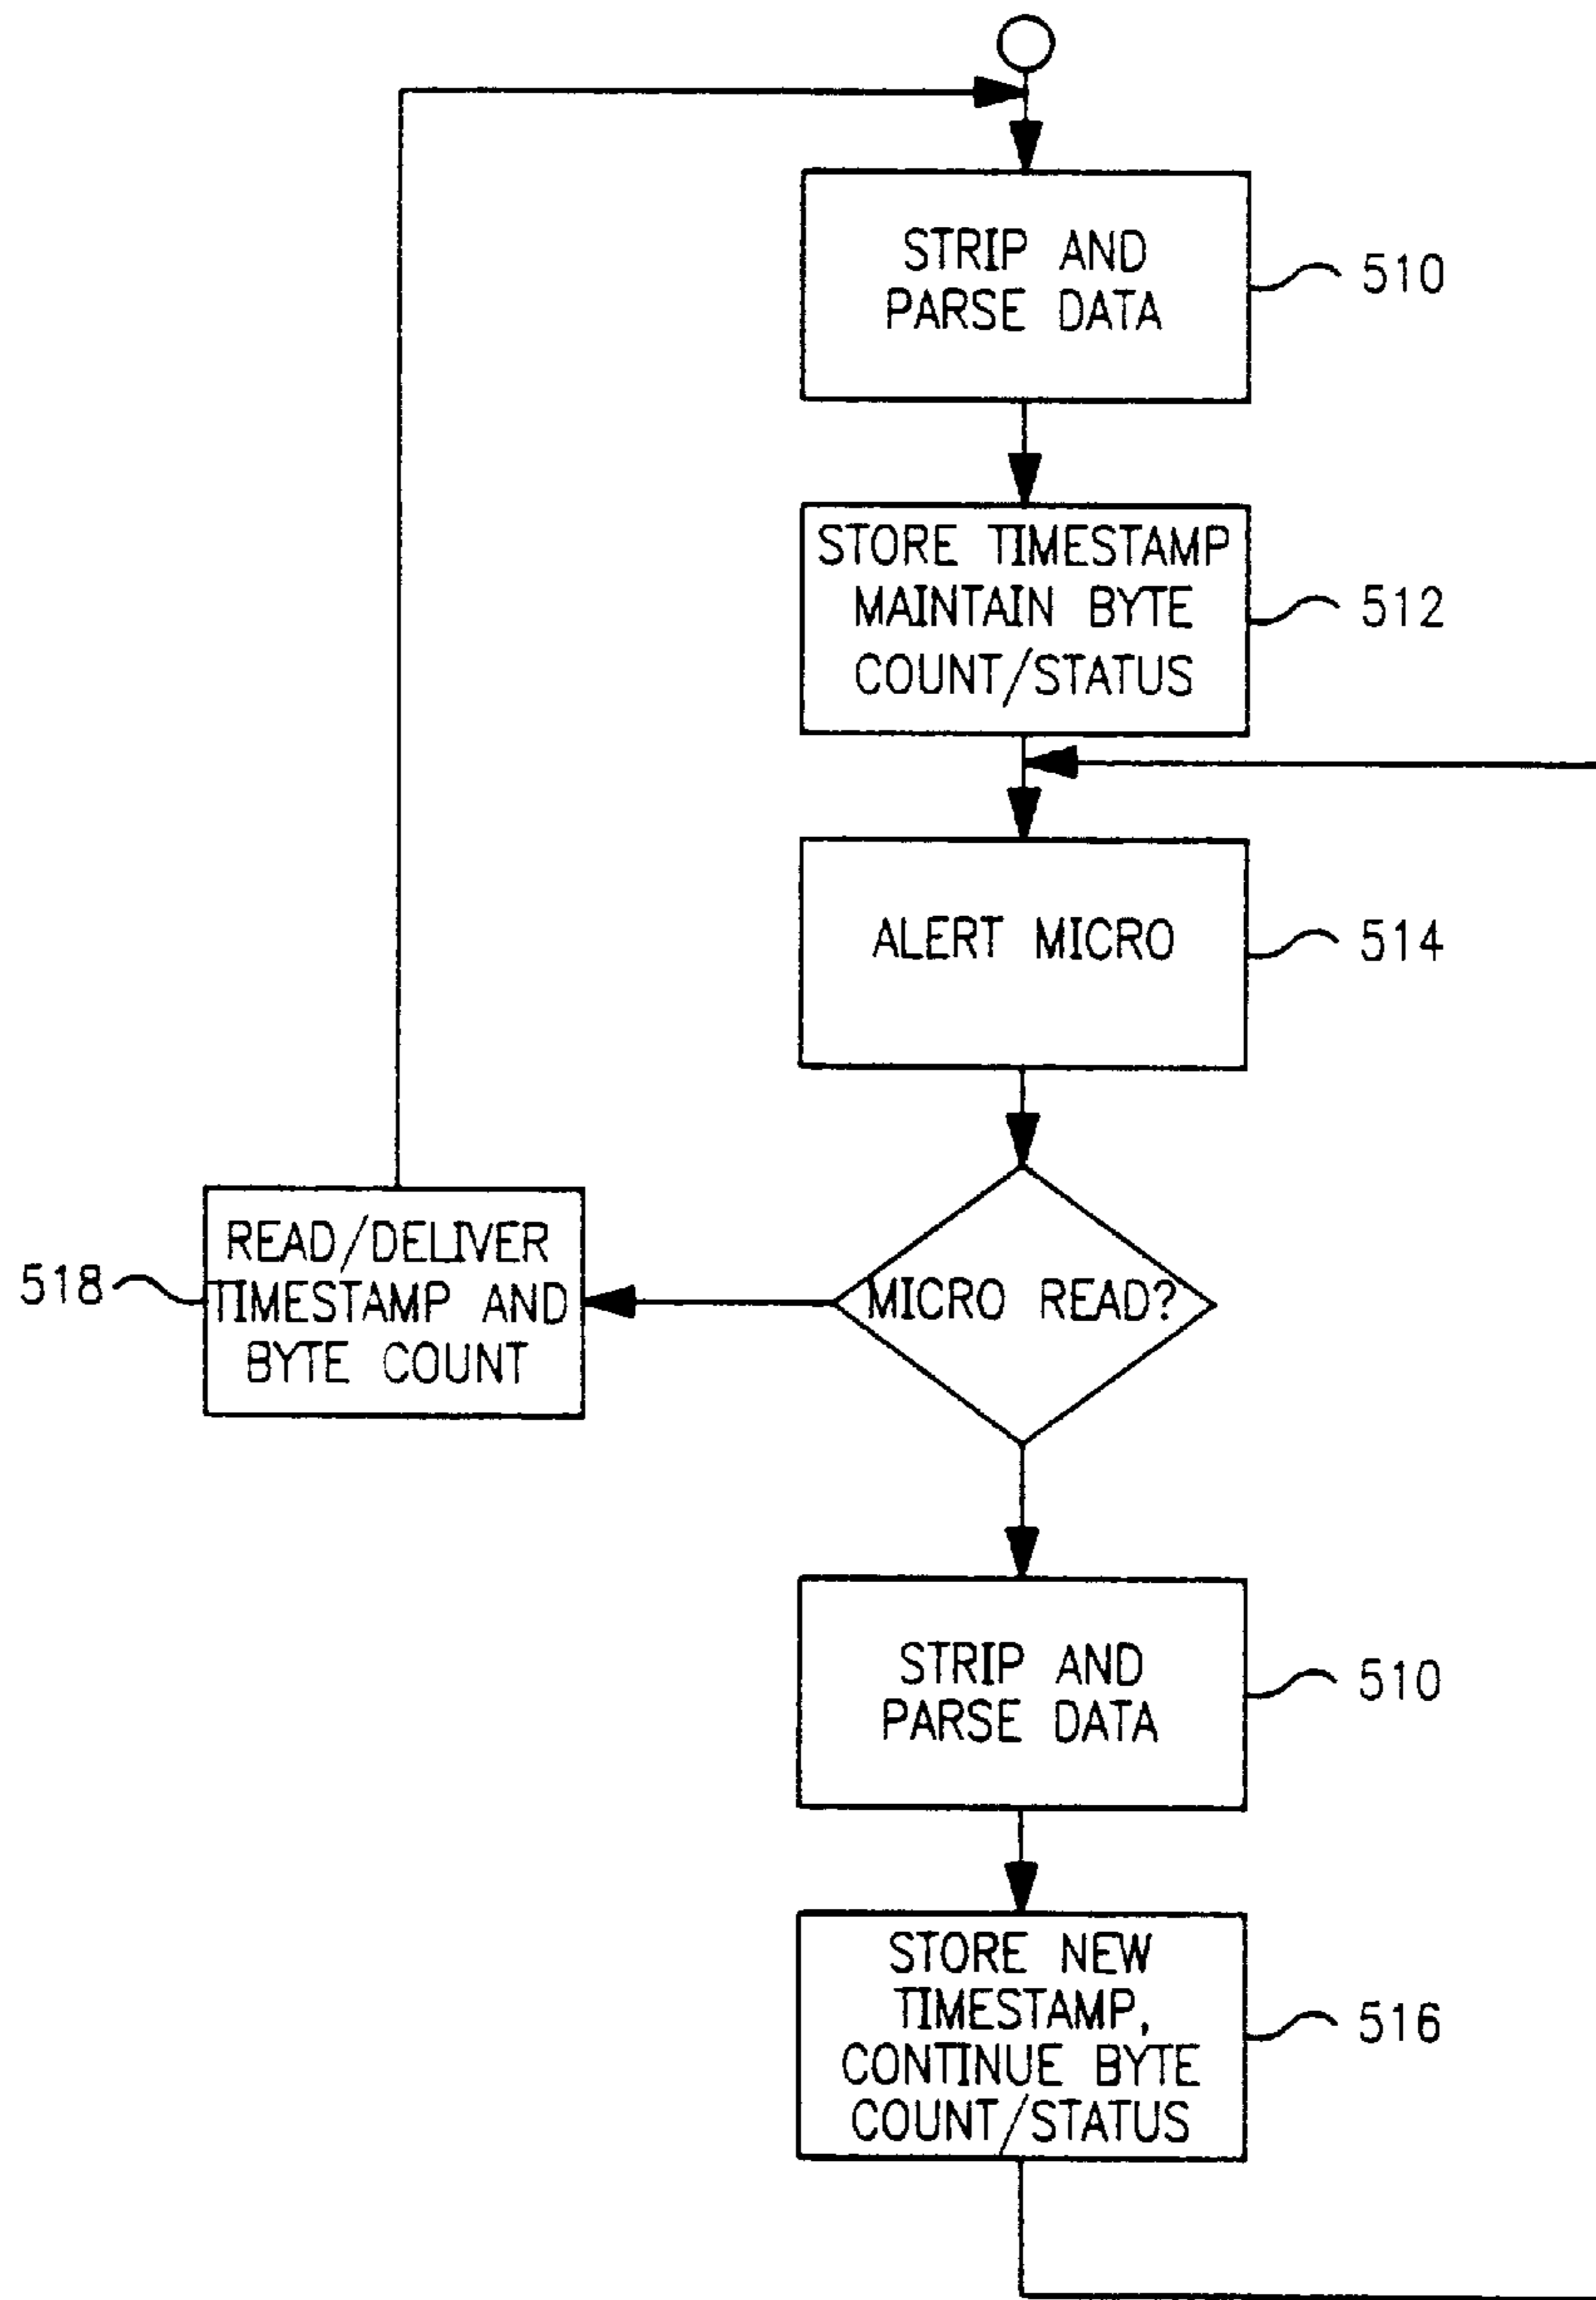 STRIP AND
PARSE DATA
510
STORE TIMESTAMP
MAINTAIN BYTE
COUNT/STATUS
512
ALERT MICRO
514
MICRO READ?
READ/DELIVER
TIMESTAMP AND
BYTE COUNT
518
STRIP AND
PARSE DATA
510
STORE NEW
TIMESTAMP,
CONTINUE BYTE
COUNT/STATUS
516